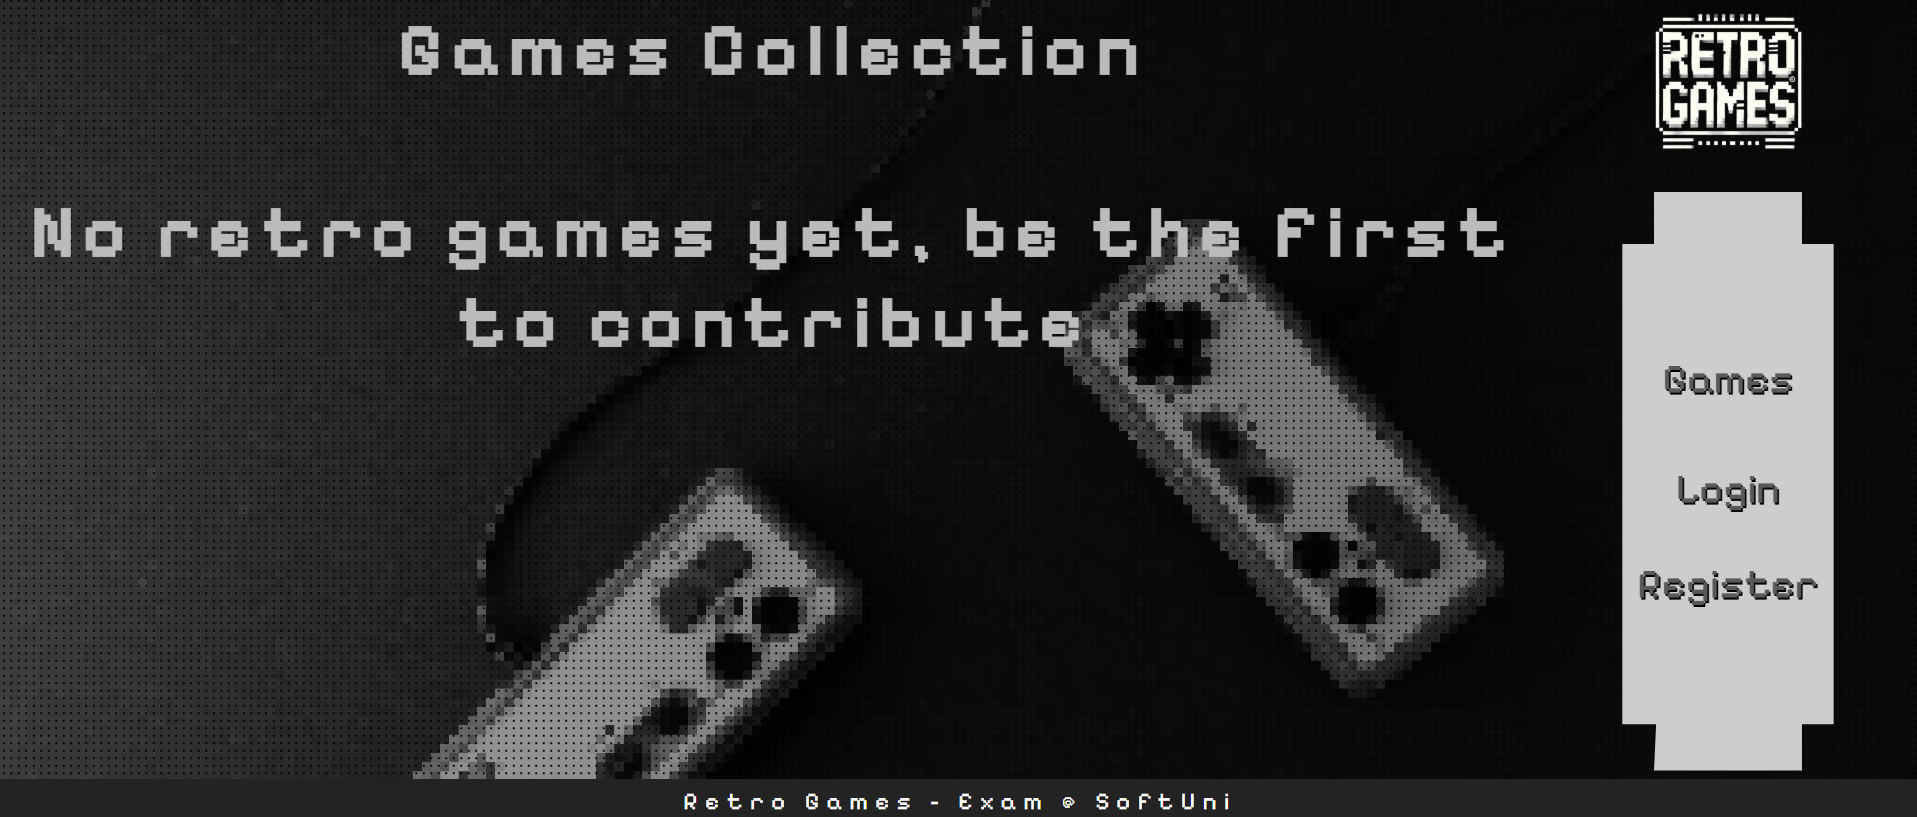 Games Collection
RETRO
GAMES
No retro games yet, be the first
to contribute
Games
Login
Register
Retro Games - Exam @ SoftUni